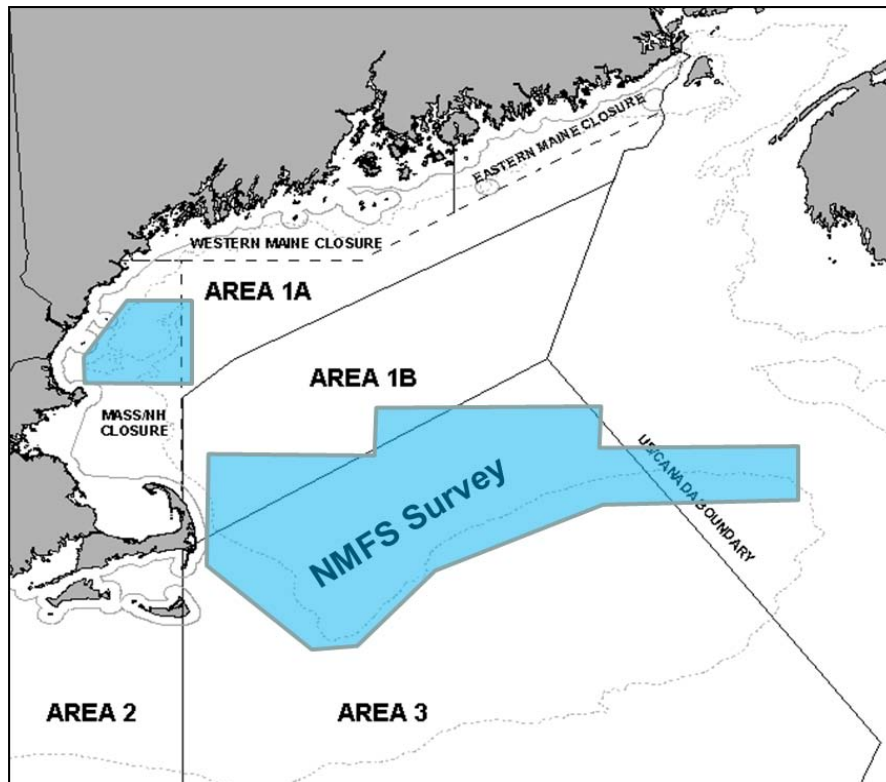 EASTERN MAINE CLOSURE
WESTERN MAINE CLOSURE
AREA 1A
AREA 1B
MASS/NH
CLOSURE
NMFS Survey
US/CANADA BOUNDARY
AREA 2
AREA 3